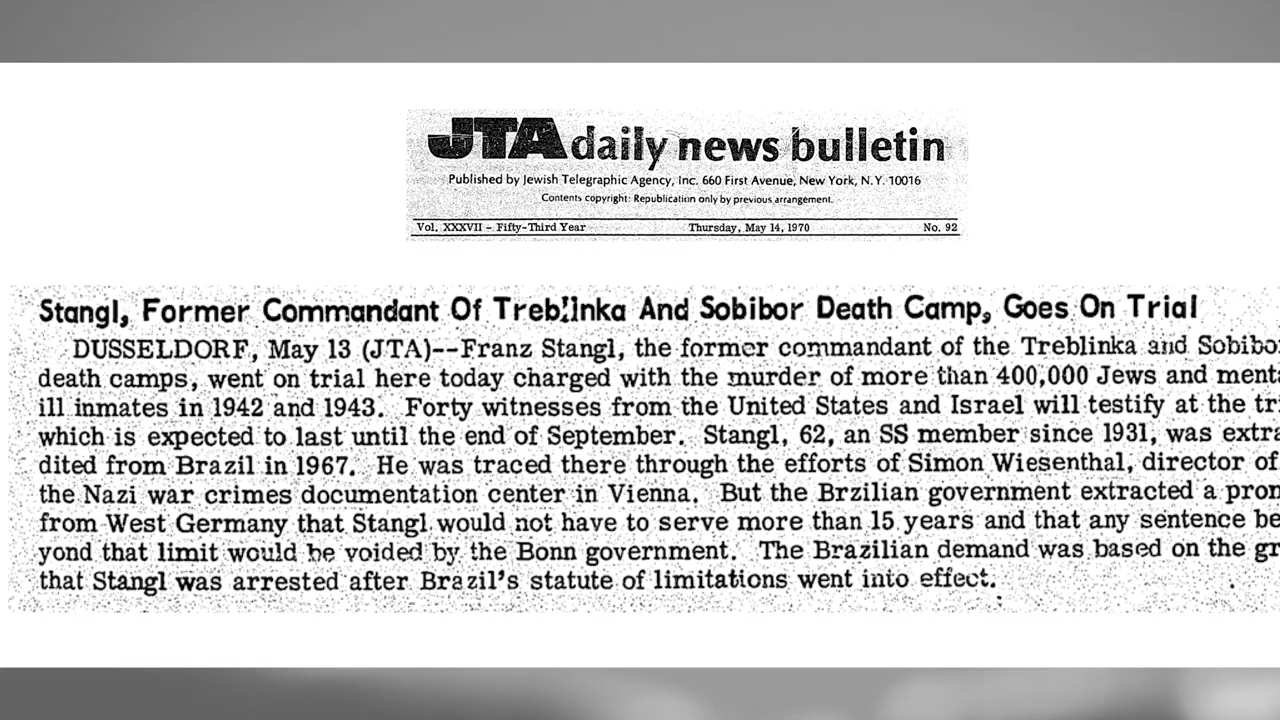 JTA daily news bulletin
Published by Jewish Telegraphic Agency, Inc. 660 First Avenue, New York, N.Y. 10016
Contents copyright: Republication only by previous arrangement.
Vol. XXXVII - Fifty-Third Year Thursday, May 14, 1970 No. 92
Stangl, Former Commandant Of Treblinka And Sobibor Death Camp, Goes On Trial
DUSSELDORF, May 13 (JTA)--Franz Stangl, the former commandant of the Treblinka and Sobibo
death camps, went on trial here today charged with the murder of more than 400,000 Jews and ment
ill inmates in 1942 and 1943. Forty witnesses from the United States and Israel will testify at the tri
which is expected to last until the end of September. Stangl, 62, an SS member since 1931, was extra
dited from Brazil in 1967. He was traced there through the efforts of Simon Wiesenthal, director of
the Nazi war crimes documentation center in Vienna. But the Brzilian government extracted a pro
from West Germany that Stangl would not have to serve more than 15 years and that any sentence be
yond that limit would be voided by the Bonn government. The Brazilian demand was based on the gr
that Stangl was arrested after Brazil's statute of limitations went into effect.